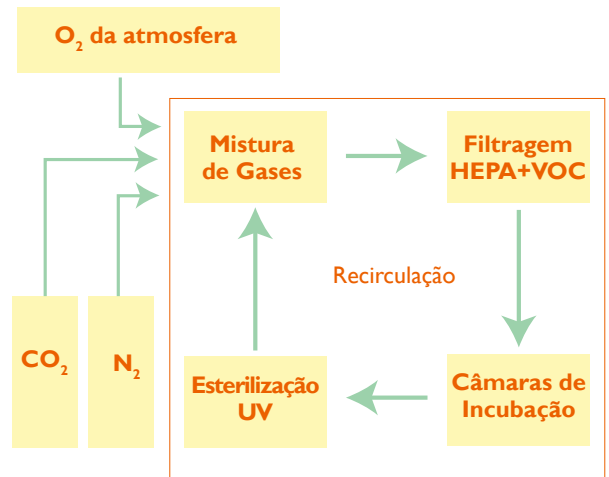 O₂ da atmosfera
Mistura
de Gases
Filtragem
HEPA+VOC
Recirculação
CO₂
N₂
Esterilização
UV
Câmaras de
Incubação